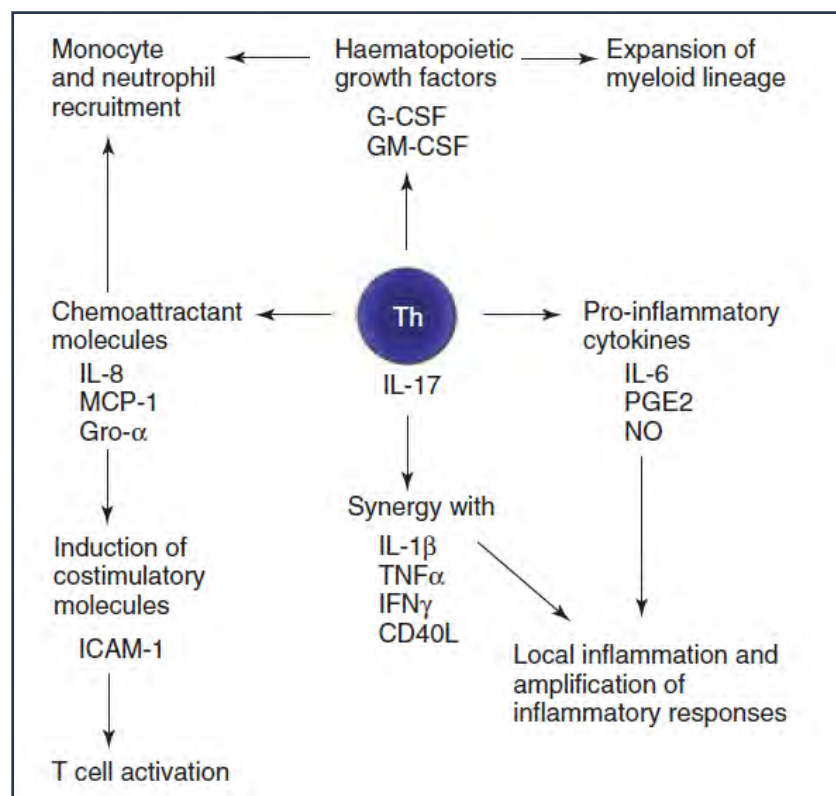 Monocyte
and neutrophil
recruitment
Haematopoietic
growth factors
G-CSF
GM-CSF
Expansion of
myeloid lineage
Chemoattractant
molecules
IL-8
MCP-1
Gro-α
Th
IL-17
Pro-inflammatory
cytokines
IL-6
PGE2
NO
Synergy with
IL-1β
TNFα
IFNγ
CD40L
Induction of
costimulatory
molecules
ICAM-1
Local inflammation and
amplification of
inflammatory responses
T cell activation